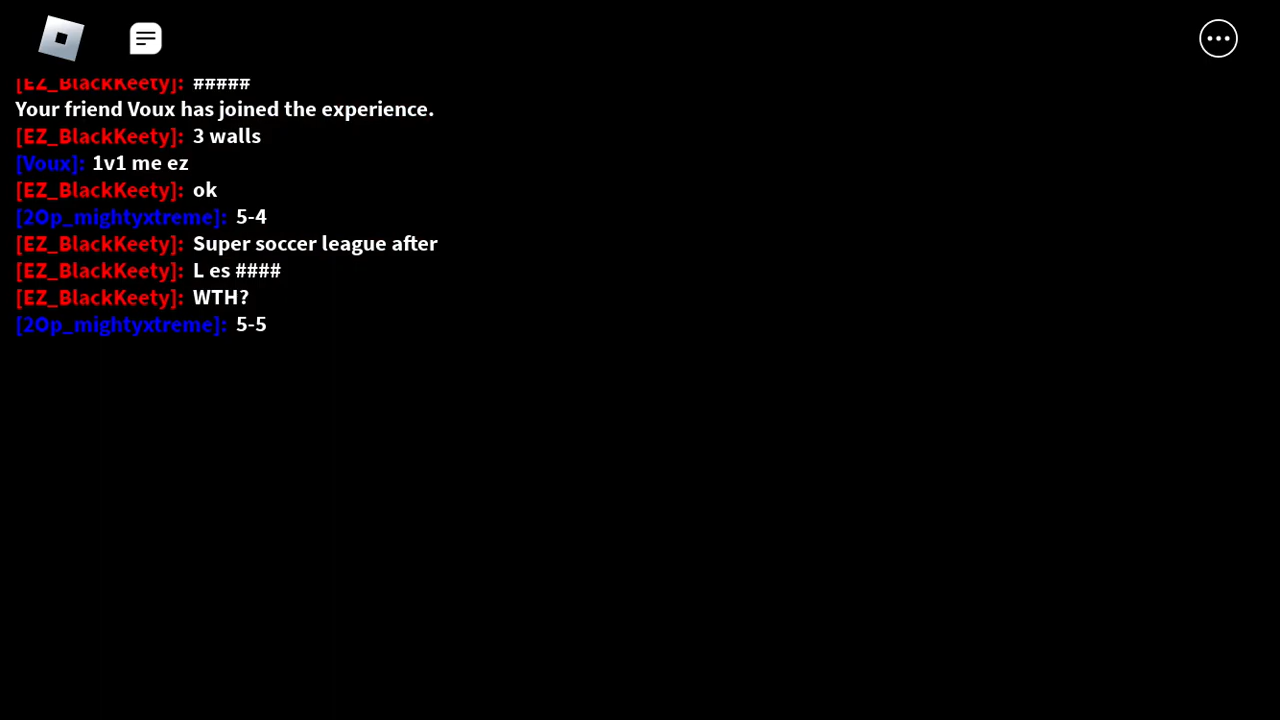 [EZ_BlackKeety]: #####
Your friend Voux has joined the experience.
[EZ_BlackKeety]: 3 walls
[Voux]: 1v1 me ez
[EZ_BlackKeety]: ok
[2Op_mightyxtreme]: 5-4
[EZ_BlackKeety]: Super soccer league after
[EZ_BlackKeety]: L es ####
[EZ_BlackKeety]: WTH?
[2Op_mightyxtreme]: 5-5